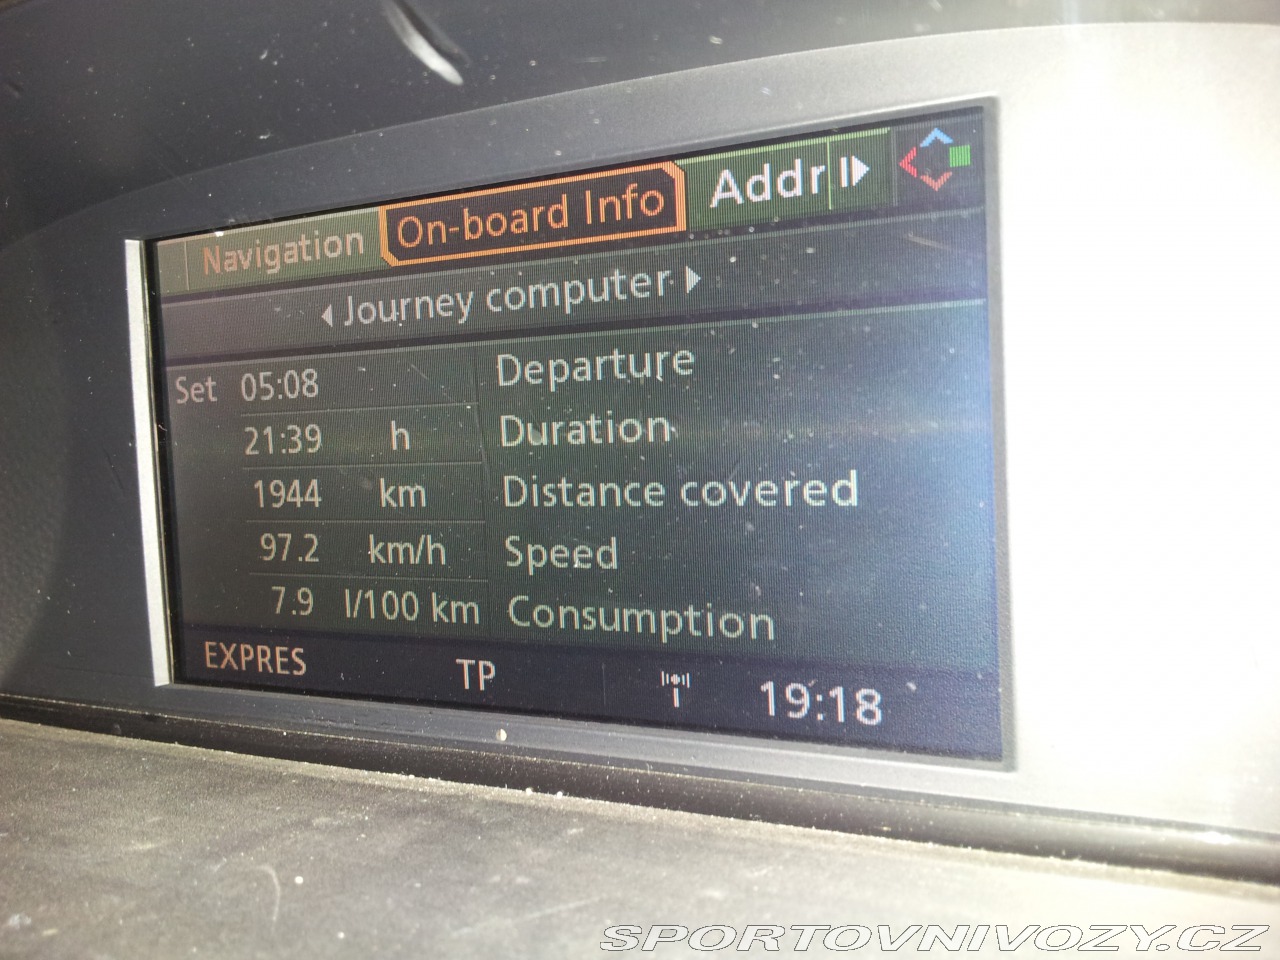 Navigation On-board Info Addr
Journey computer
Set 05:08 Departure
21:39 h Duration
1944 km Distance covered
97.2 km/h Speed
7.9 l/100 km Consumption
EXPRES TP 19:18
SPORTOVNIVOZY.CZ